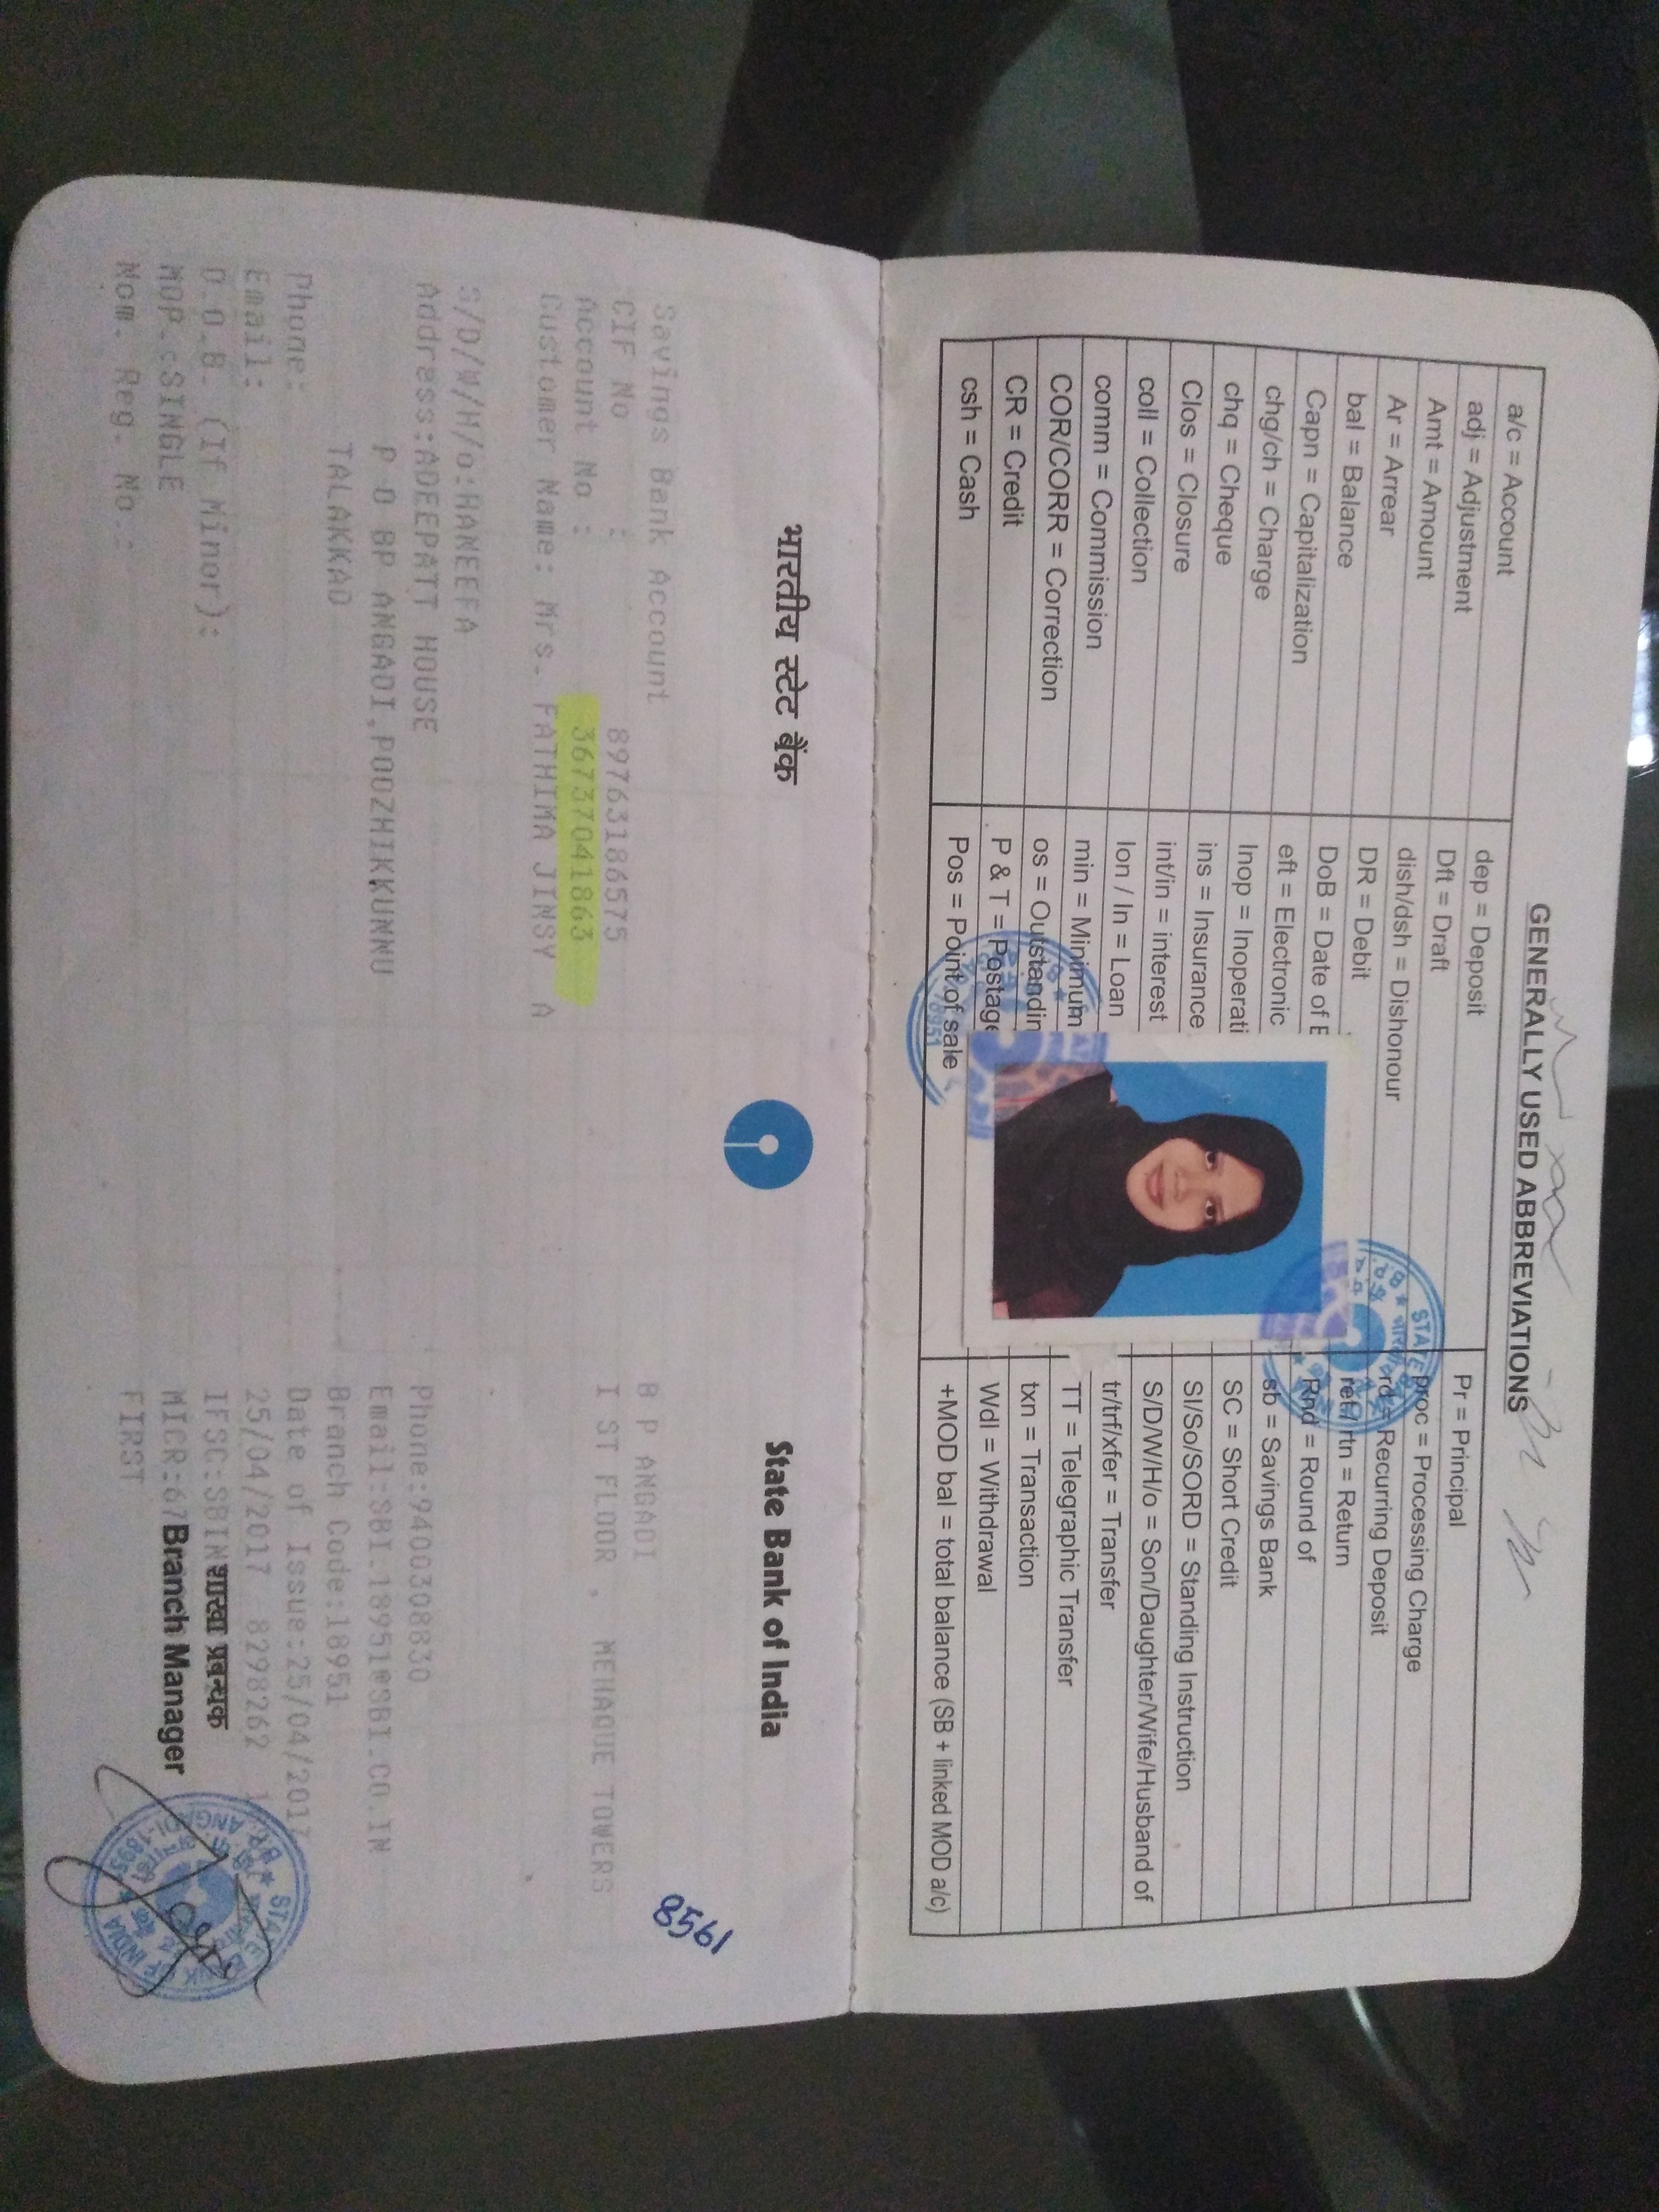 GENERALLY USED ABBREVIATIONS
a/c = Account
adj = Adjustment
Amt = Amount
Ar = Arrear
bal = Balance
Capn = Capitalization
chg/ch = Charge
chq = Cheque
Clos = Closure
coll = Collection
comm = Commission
COR/CORR = Correction
CR = Credit
csh = Cash
dep = Deposit
Dft = Draft
dish/dsh = Dishonour
DR = Debit
DoB = Date of
eft = Electronic
Inop = Inoperati
ins = Insurance
int/in = interest
lon / ln = Loan
min = Minimum
os = Outstandin
P & T = Postage
Pos = Point of sale
Pr = Principal
proc = Processing Charge
rd = Recurring Deposit
ret / rtn = Return
Rnd = Round of
sb = Savings Bank
SC = Short Credit
SI/So/SORD = Standing Instruction
S/D/W/H/o = Son/Daughter/Wife/Husband of
tr/trf/xfer = Transfer
TT = Telegraphic Transfer
txn = Transaction
Wdl = Withdrawal
+MOD bal = total balance (SB + linked MOD a/c)
भारतीय स्टेट बैंक
State Bank of India
8561
Savings Bank Account
CIF No : 89763186575
Account No : 36737041863
Customer Name: Mrs. FATHIMA JINSY A
S/D/W/H/o:HANEEFA
Address:ADEEPATT HOUSE
P O BP ANGADI,POOZHIKKUNNU
TALAKKAD
Phone:
Email:
D.O.B. (If Minor):
MOP.:SINGLE
Nom. Reg. No.:
B P ANGADI
I ST FLOOR , MEHAQUE TOWERS
Phone:9400308830
Email:SBI.18951@SBI.CO.IN
Branch Code:18951
Date of Issue:25/04/2017
25/04/2017 8298262
IFSC:SBIN
शाखा प्रबन्धक
MICR:67
Branch Manager
FIRST